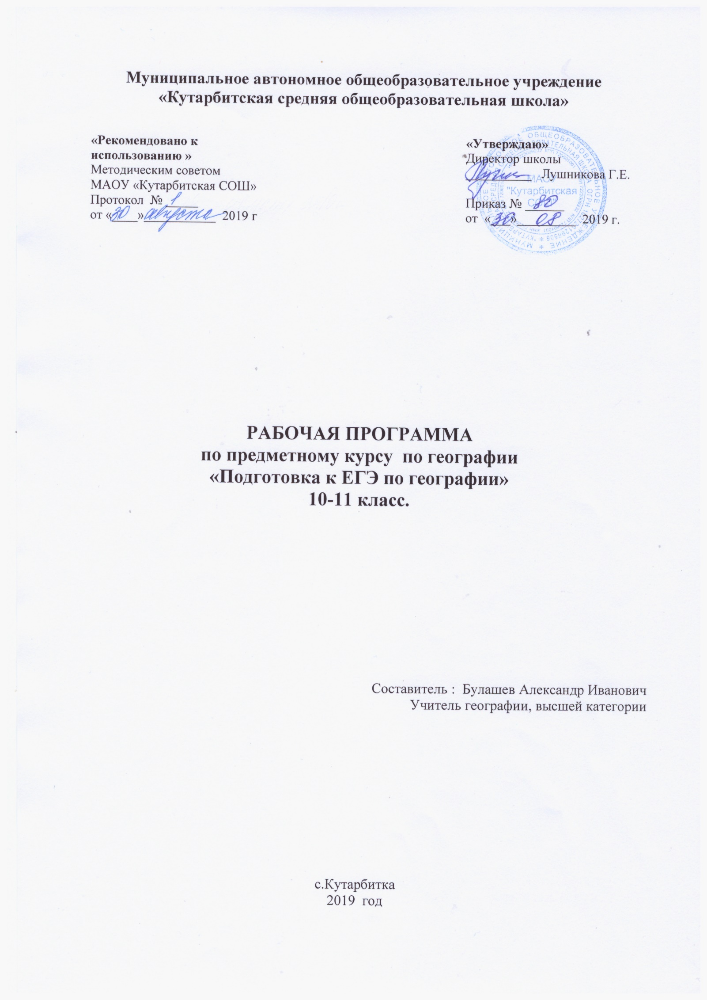 Муниципальное автономное общеобразовательное учреждение
«Кутарбитская средняя общеобразовательная школа»
«Рекомендовано к
использованию »
Методическим советом
МАОУ «Кутарбитская СОШ»
Протокол № 1
от «30» августа 2019 г
«Утверждаю»
Директор школы
Лушникова Г.Е.
МАОУ
"Кутарбитская
СОШ"
Приказ № 80
от «30» 08 2019 г.
РАБОЧАЯ ПРОГРАММА
по предметному курсу по географии
«Подготовка к ЕГЭ по географии»
10-11 класс.
Составитель : Булашев Александр Иванович
Учитель географии, высшей категории
с.Кутарбитка
2019 год